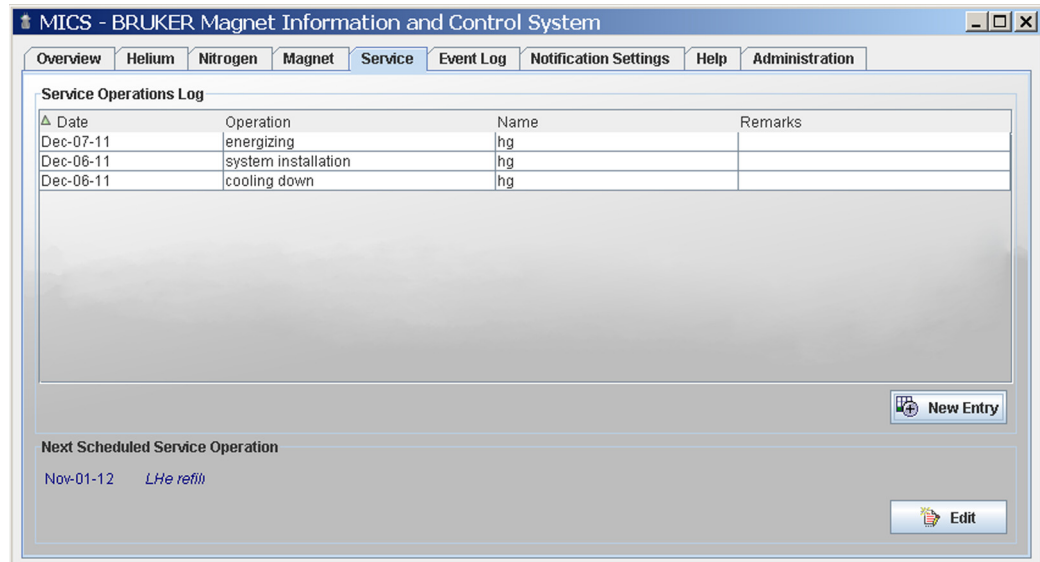 MICS - BRUKER Magnet Information and Control System
Overview Helium Nitrogen Magnet Service Event Log Notification Settings Help Administration
Service Operations Log
Date Operation Name Remarks
Dec-07-11 energizing hg
Dec-06-11 system installation hg
Dec-06-11 cooling down hg
New Entry
Next Scheduled Service Operation
Nov-01-12 LHe refill
Edit